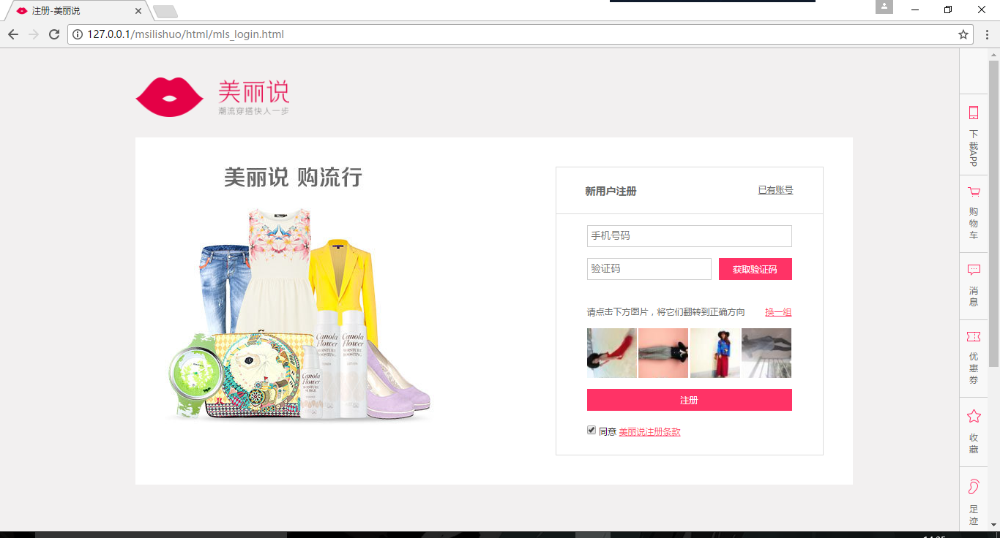 注册-美丽说
127.0.0.1/msilishuo/html/mls_login.html
美丽说
潮流穿搭快人一步
美丽说 购流行
新用户注册
已有账号
手机号码
验证码
获取验证码
请点击下方图片，将它们翻转到正确方向
换一组
注册
同意 美丽说注册条款
Canola
Flower
MOISTURE
BOOSTING
Canola
Flower
MOISTURE
BOOSTING
Canola
Flower
下载APP
购物车
消息
优惠券
收藏
足迹